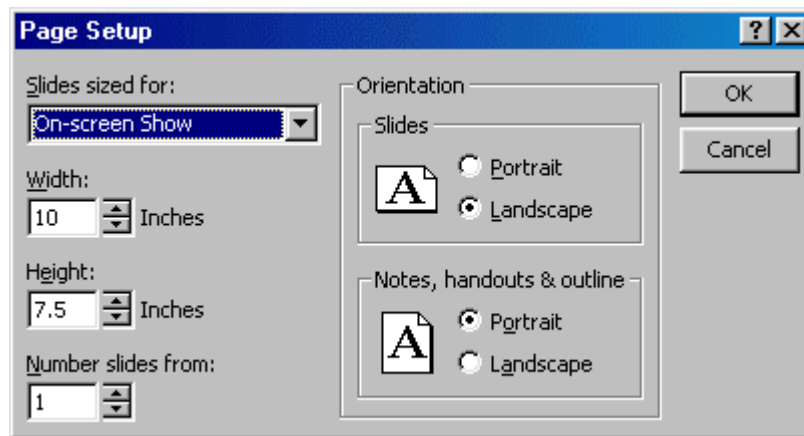 Page Setup
Slides sized for:
On-screen Show
Width:
10 Inches
Height:
7.5 Inches
Number slides from:
1
Orientation
Slides
A
Portrait
Landscape
Notes, handouts & outline
A
Portrait
Landscape
OK
Cancel